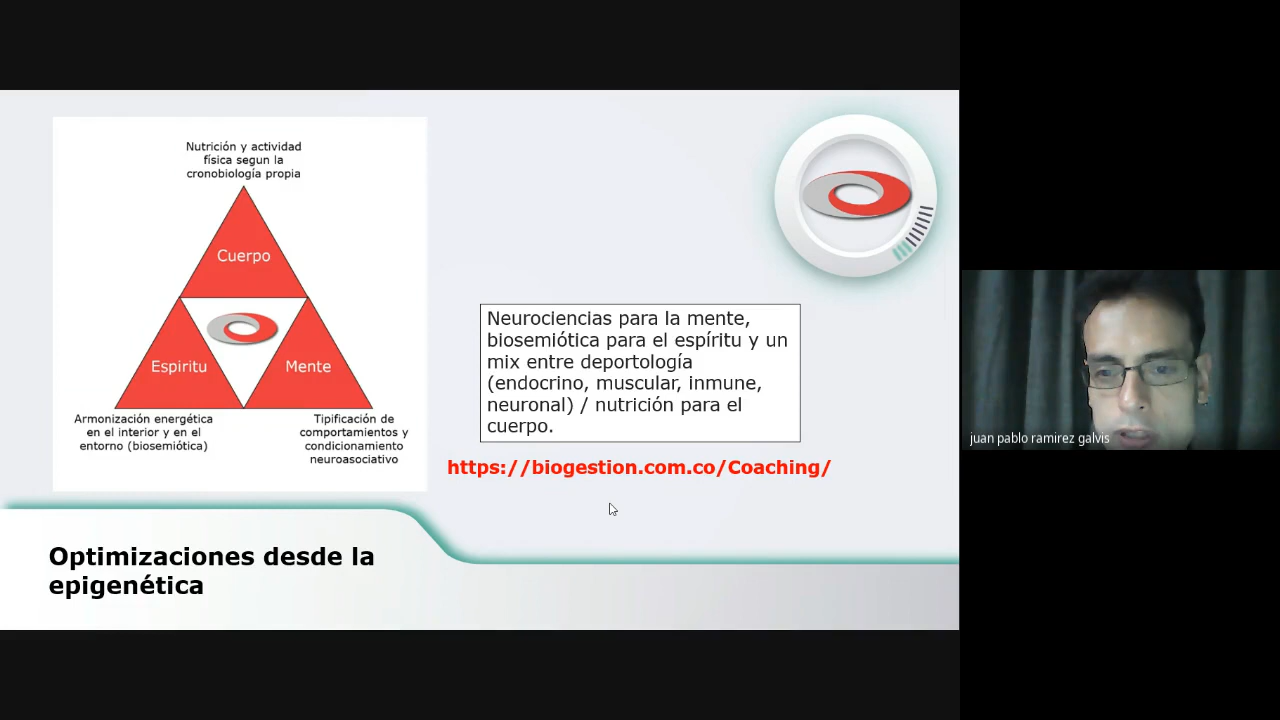 Nutrición y actividad
física segun la
cronobiología propia
Cuerpo
Espiritu
Mente
Armonización energética
en el interior y en el
entorno (biosemiótica)
Tipificación de
comportamientos y
condicionamiento
neuroasociativo
Neurociencias para la mente,
biosemiótica para el espíritu y un
mix entre deportología
(endocrino, muscular, inmune,
neuronal) / nutrición para el
cuerpo.
https://biogestion.com.co/Coaching/
Optimizaciones desde la
epigenética
juan pablo ramirez galvis